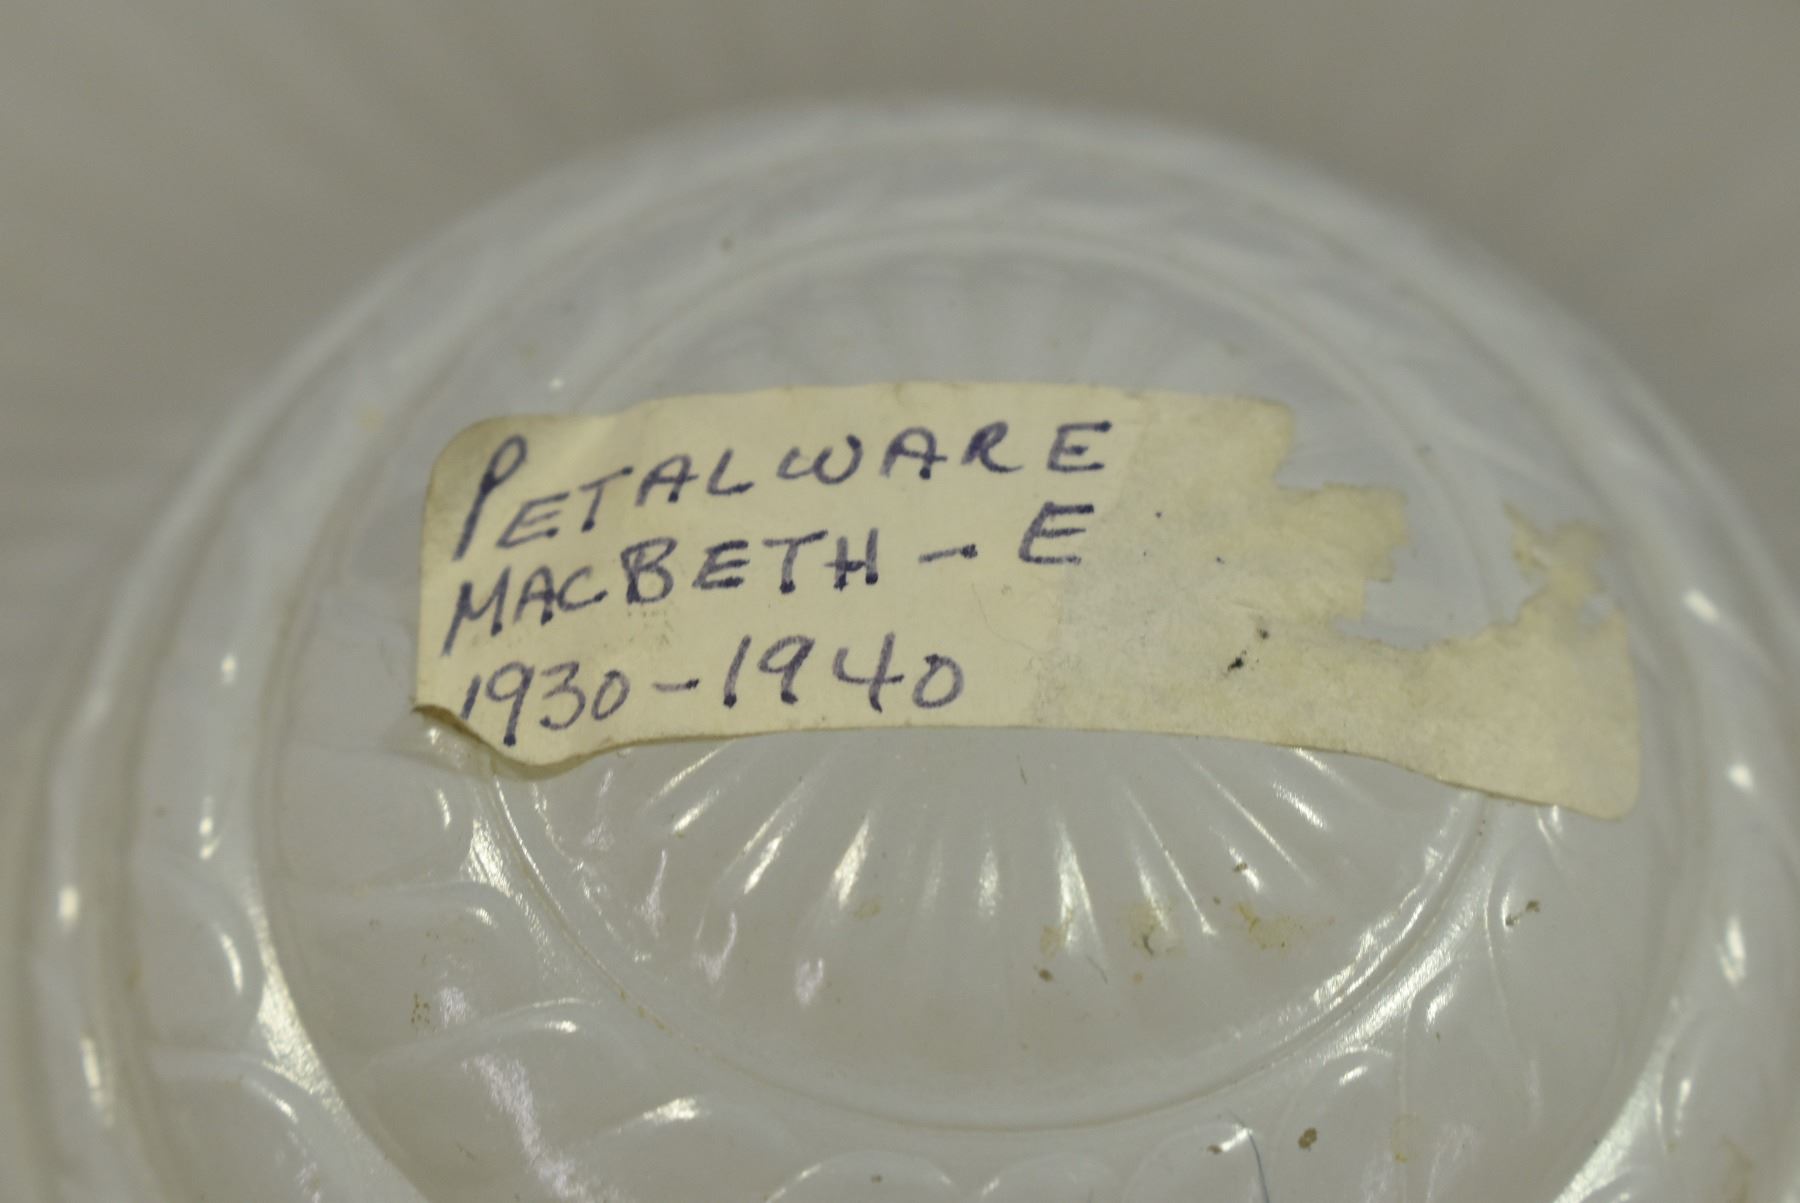 PETALWARE
MACBETH - E
1930-1940